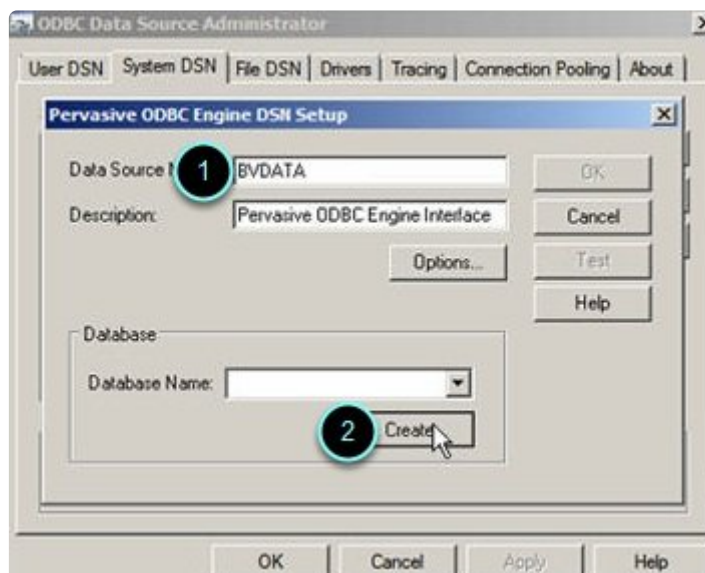 ODBC Data Source Administrator
User DSN System DSN File DSN Drivers Tracing Connection Pooling About
Pervasive ODBC Engine DSN Setup
Data Source 1 BVDATA OK
Description: Pervasive ODBC Engine Interface Cancel
Options... Test
Help
Database
Database Name:
2 Create
OK Cancel Apply Help